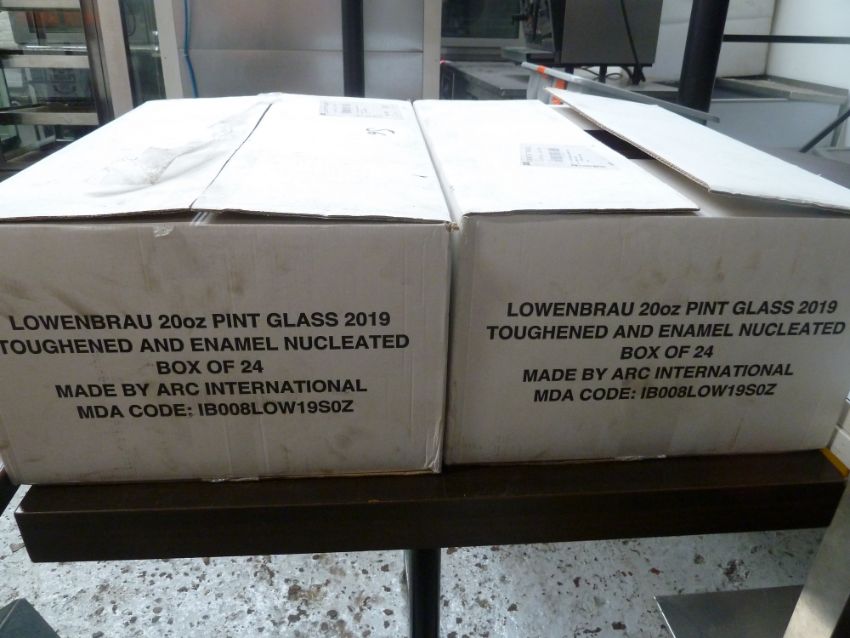 LOWENBRAU 20oz PINT GLASS 2019
TOUGHENED AND ENAMEL NUCLEATED
BOX OF 24
MADE BY ARC INTERNATIONAL
MDA CODE: IB008LOW19S0Z
LOWENBRAU 20oz PINT GLASS 2019
TOUGHENED AND ENAMEL NUCLEATED
BOX OF 24
MADE BY ARC INTERNATIONAL
MDA CODE: IB008LOW19S0Z